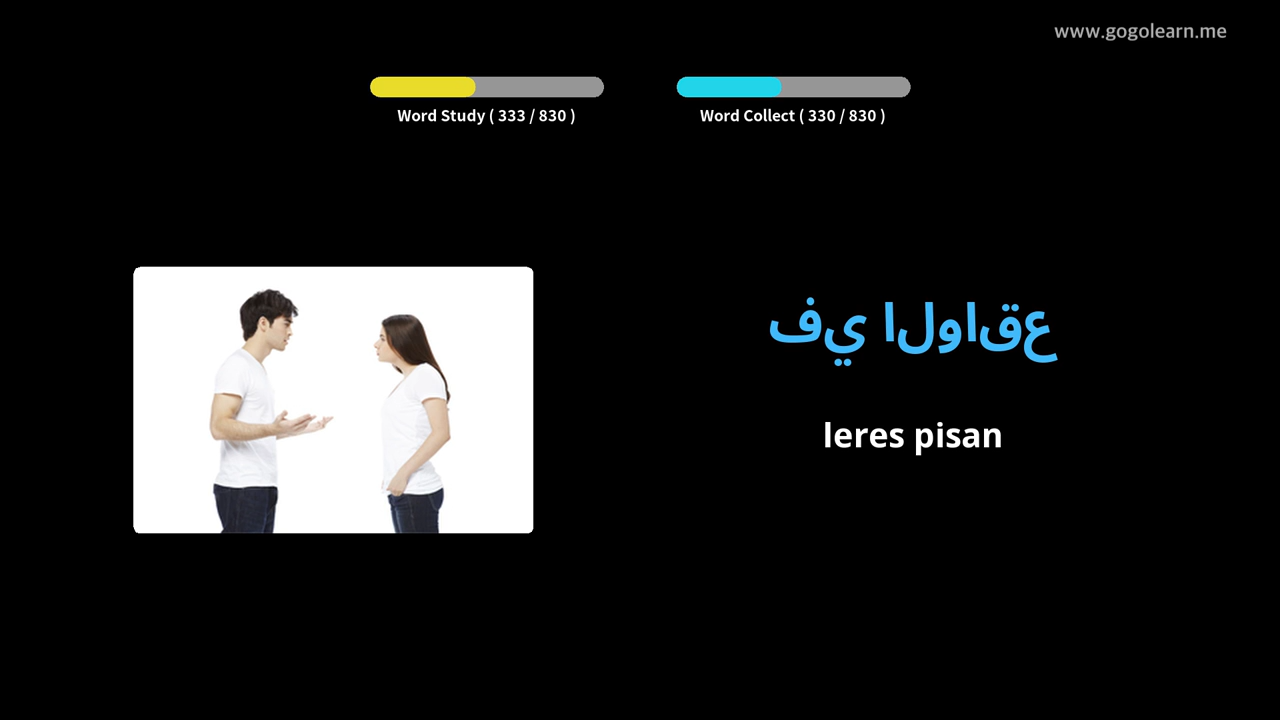 www.gogolearn.me
Word Study ( 333 / 830 )
Word Collect ( 330 / 830 )
في الواقع
leres pisan